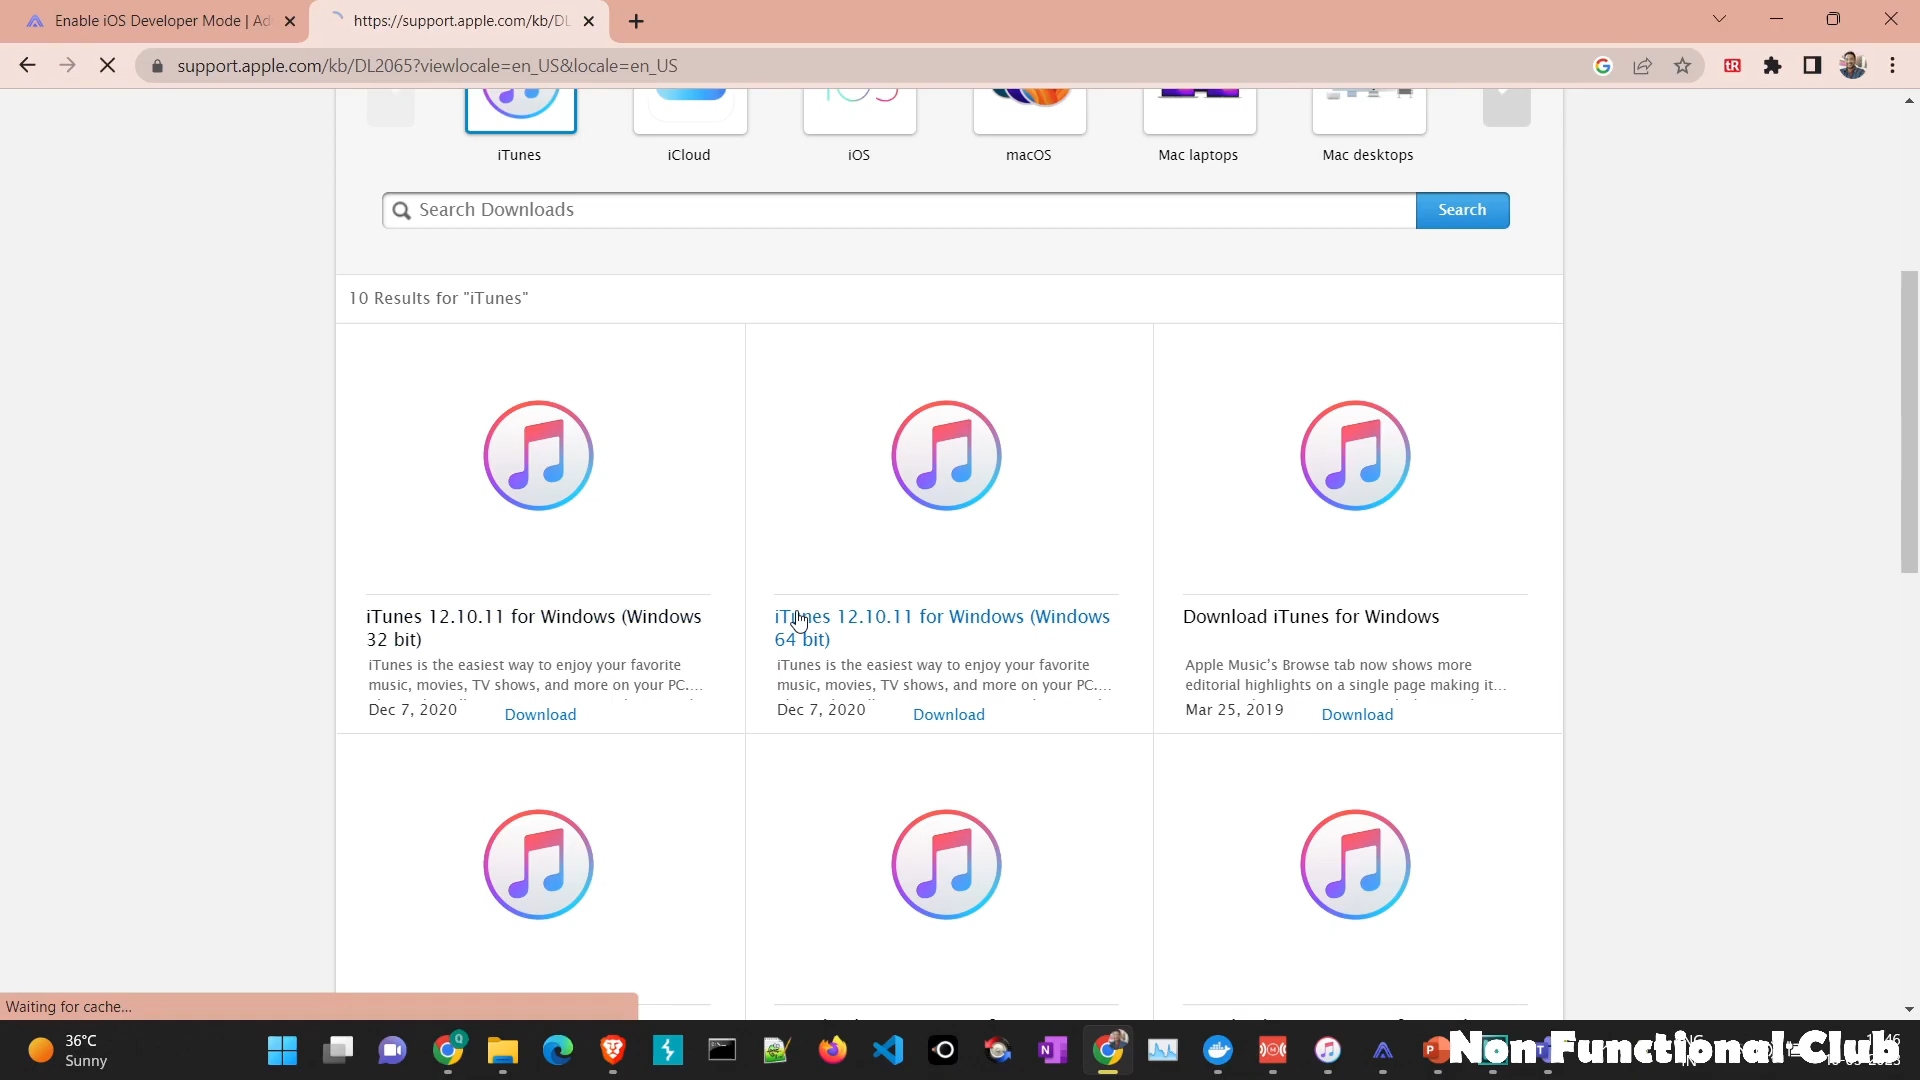 Enable iOS Developer Mode | Ad
https://support.apple.com/kb/DL
support.apple.com/kb/DL2065?viewlocale=en_US&locale=en_US
iTunes
iCloud
iOS
macOS
Mac laptops
Mac desktops
Search Downloads
Search
10 Results for "iTunes"
iTunes 12.10.11 for Windows (Windows
32 bit)
iTunes is the easiest way to enjoy your favorite
music, movies, TV shows, and more on your PC....
Dec 7, 2020
Download
iTunes 12.10.11 for Windows (Windows
64 bit)
iTunes is the easiest way to enjoy your favorite
music, movies, TV shows, and more on your PC....
Dec 7, 2020
Download
Download iTunes for Windows
Apple Music's Browse tab now shows more
editorial highlights on a single page making it...
Mar 25, 2019
Download
Waiting for cache...
36°C
Sunny
Non Functional Club